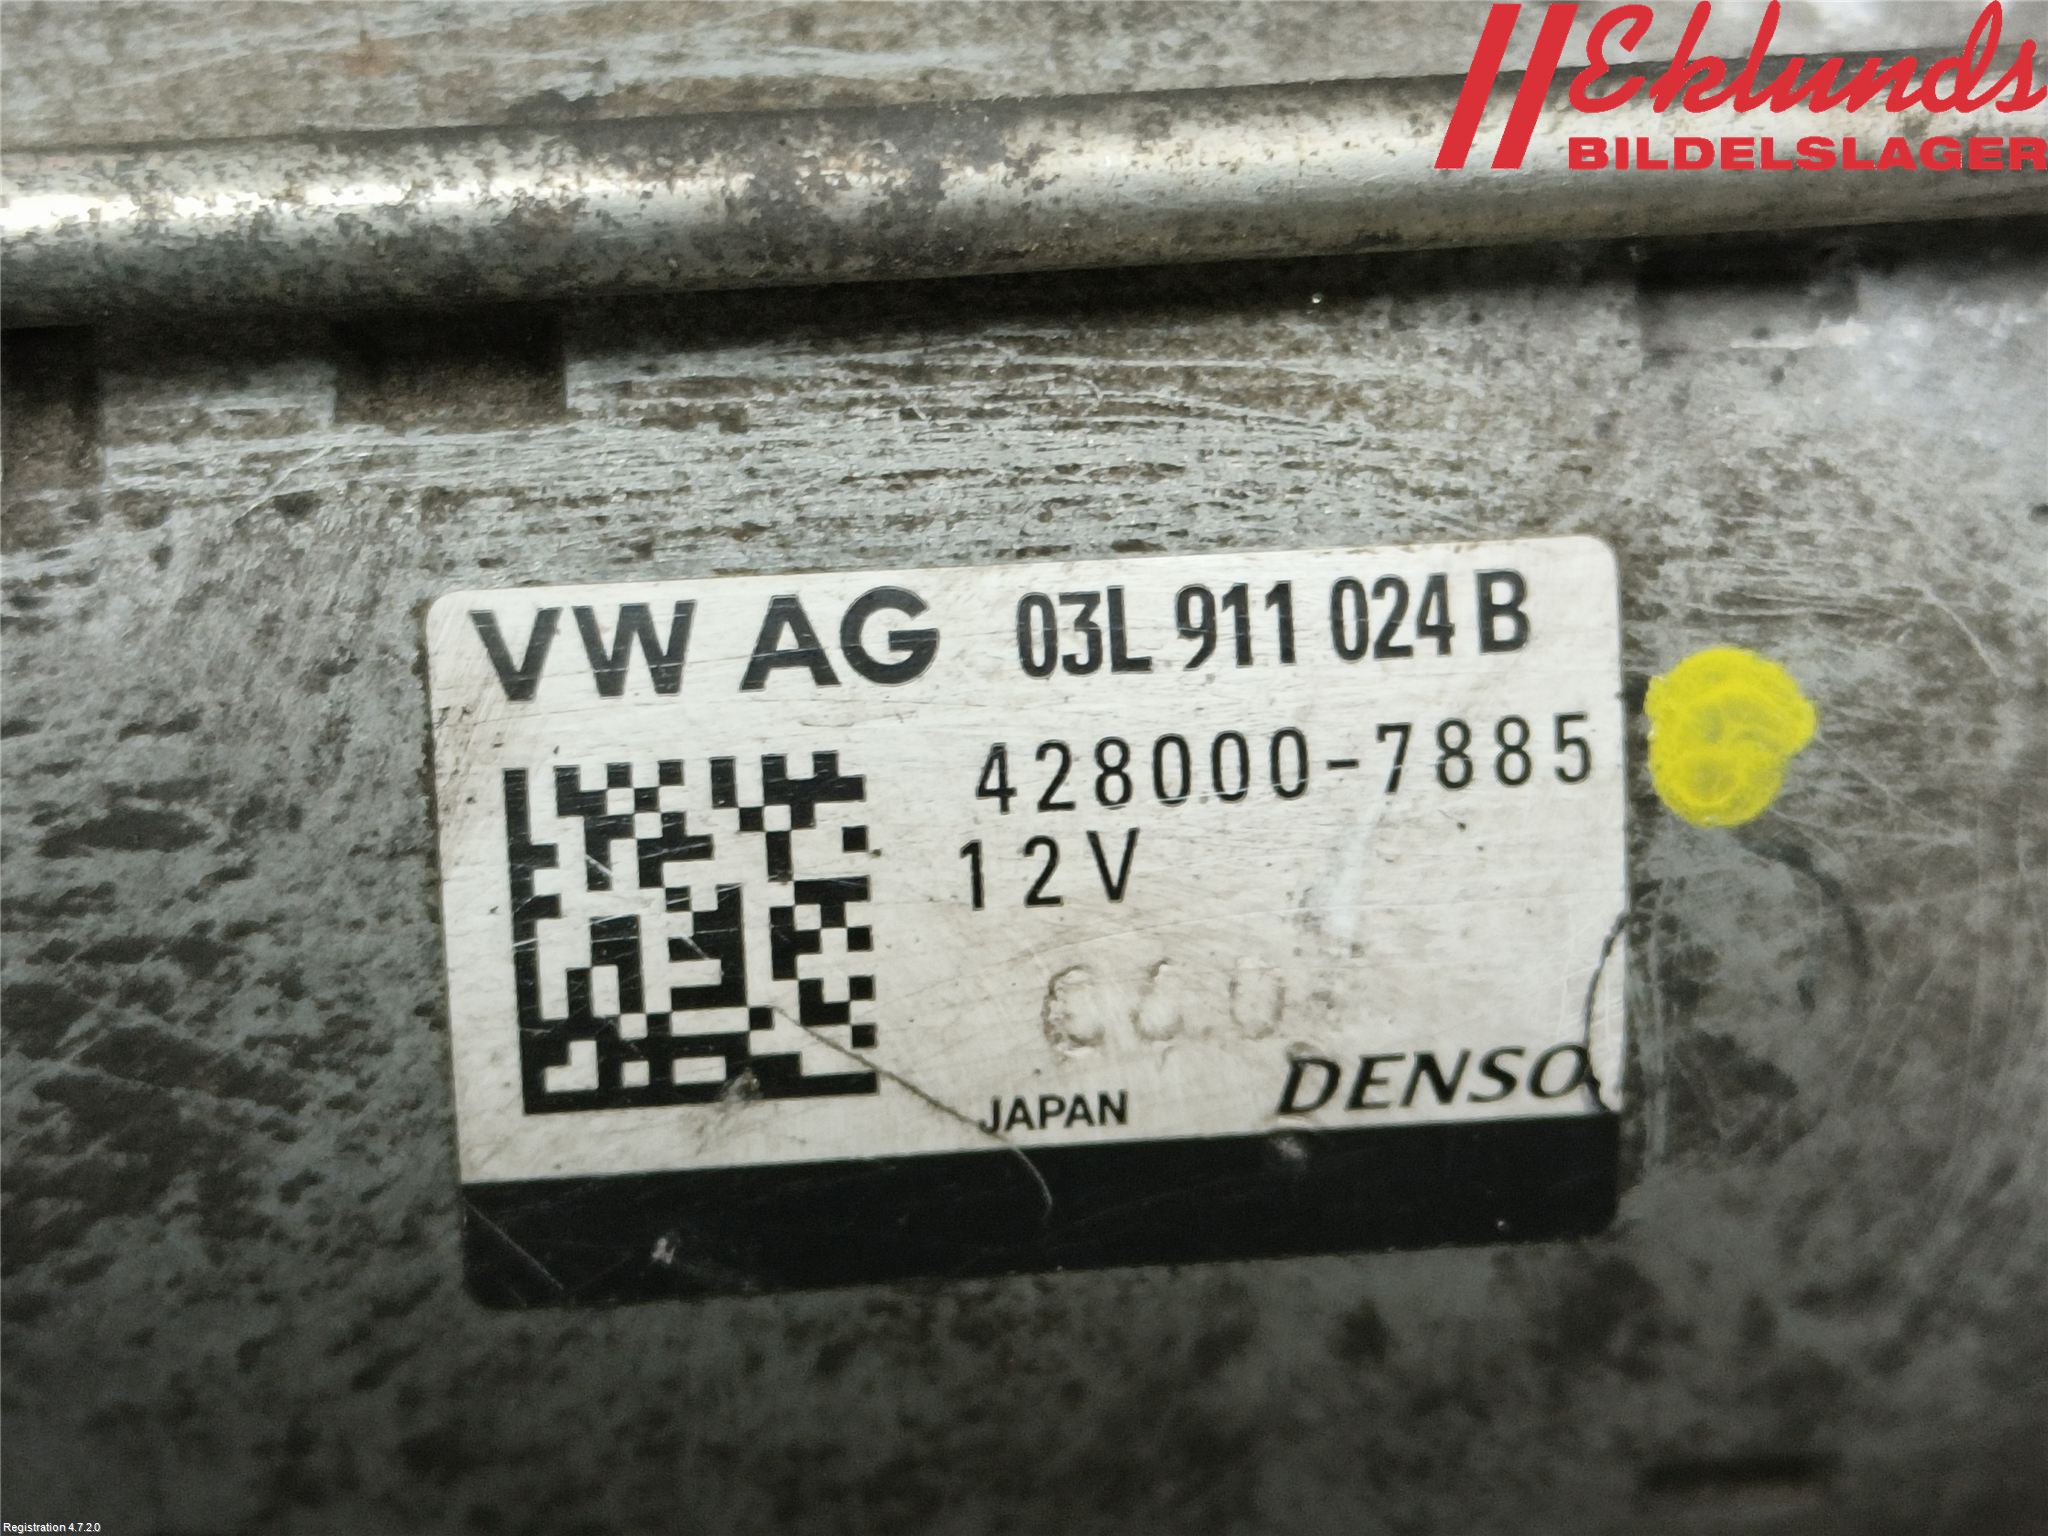 Eklunds
BILDELSLAGER
VW AG 03L 911 024 B
428000-7885
12V
JAPAN DENSO
Registration 4.7.2.0